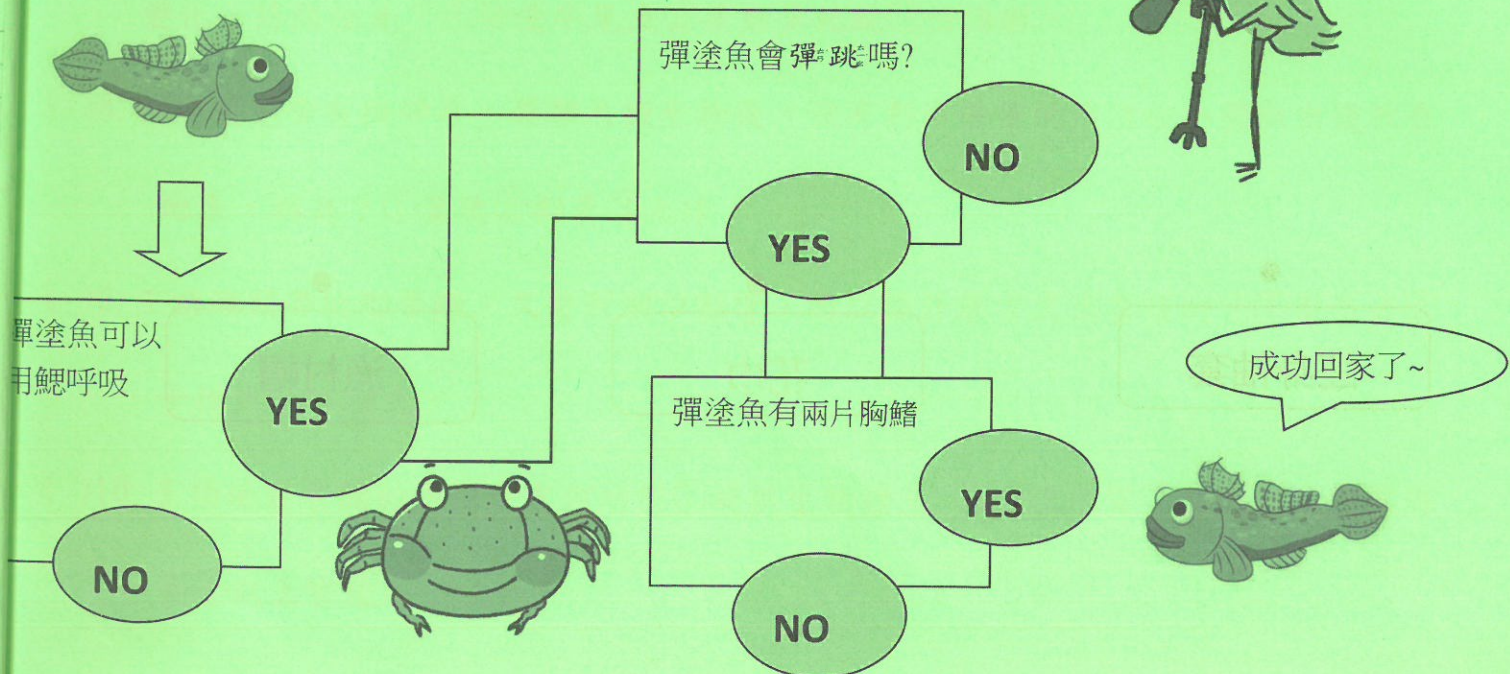 彈塗魚會彈跳嗎?
NO
YES
彈塗魚可以
用鰓呼吸
YES
NO
彈塗魚有兩片胸鰭
YES
NO
成功回家了~